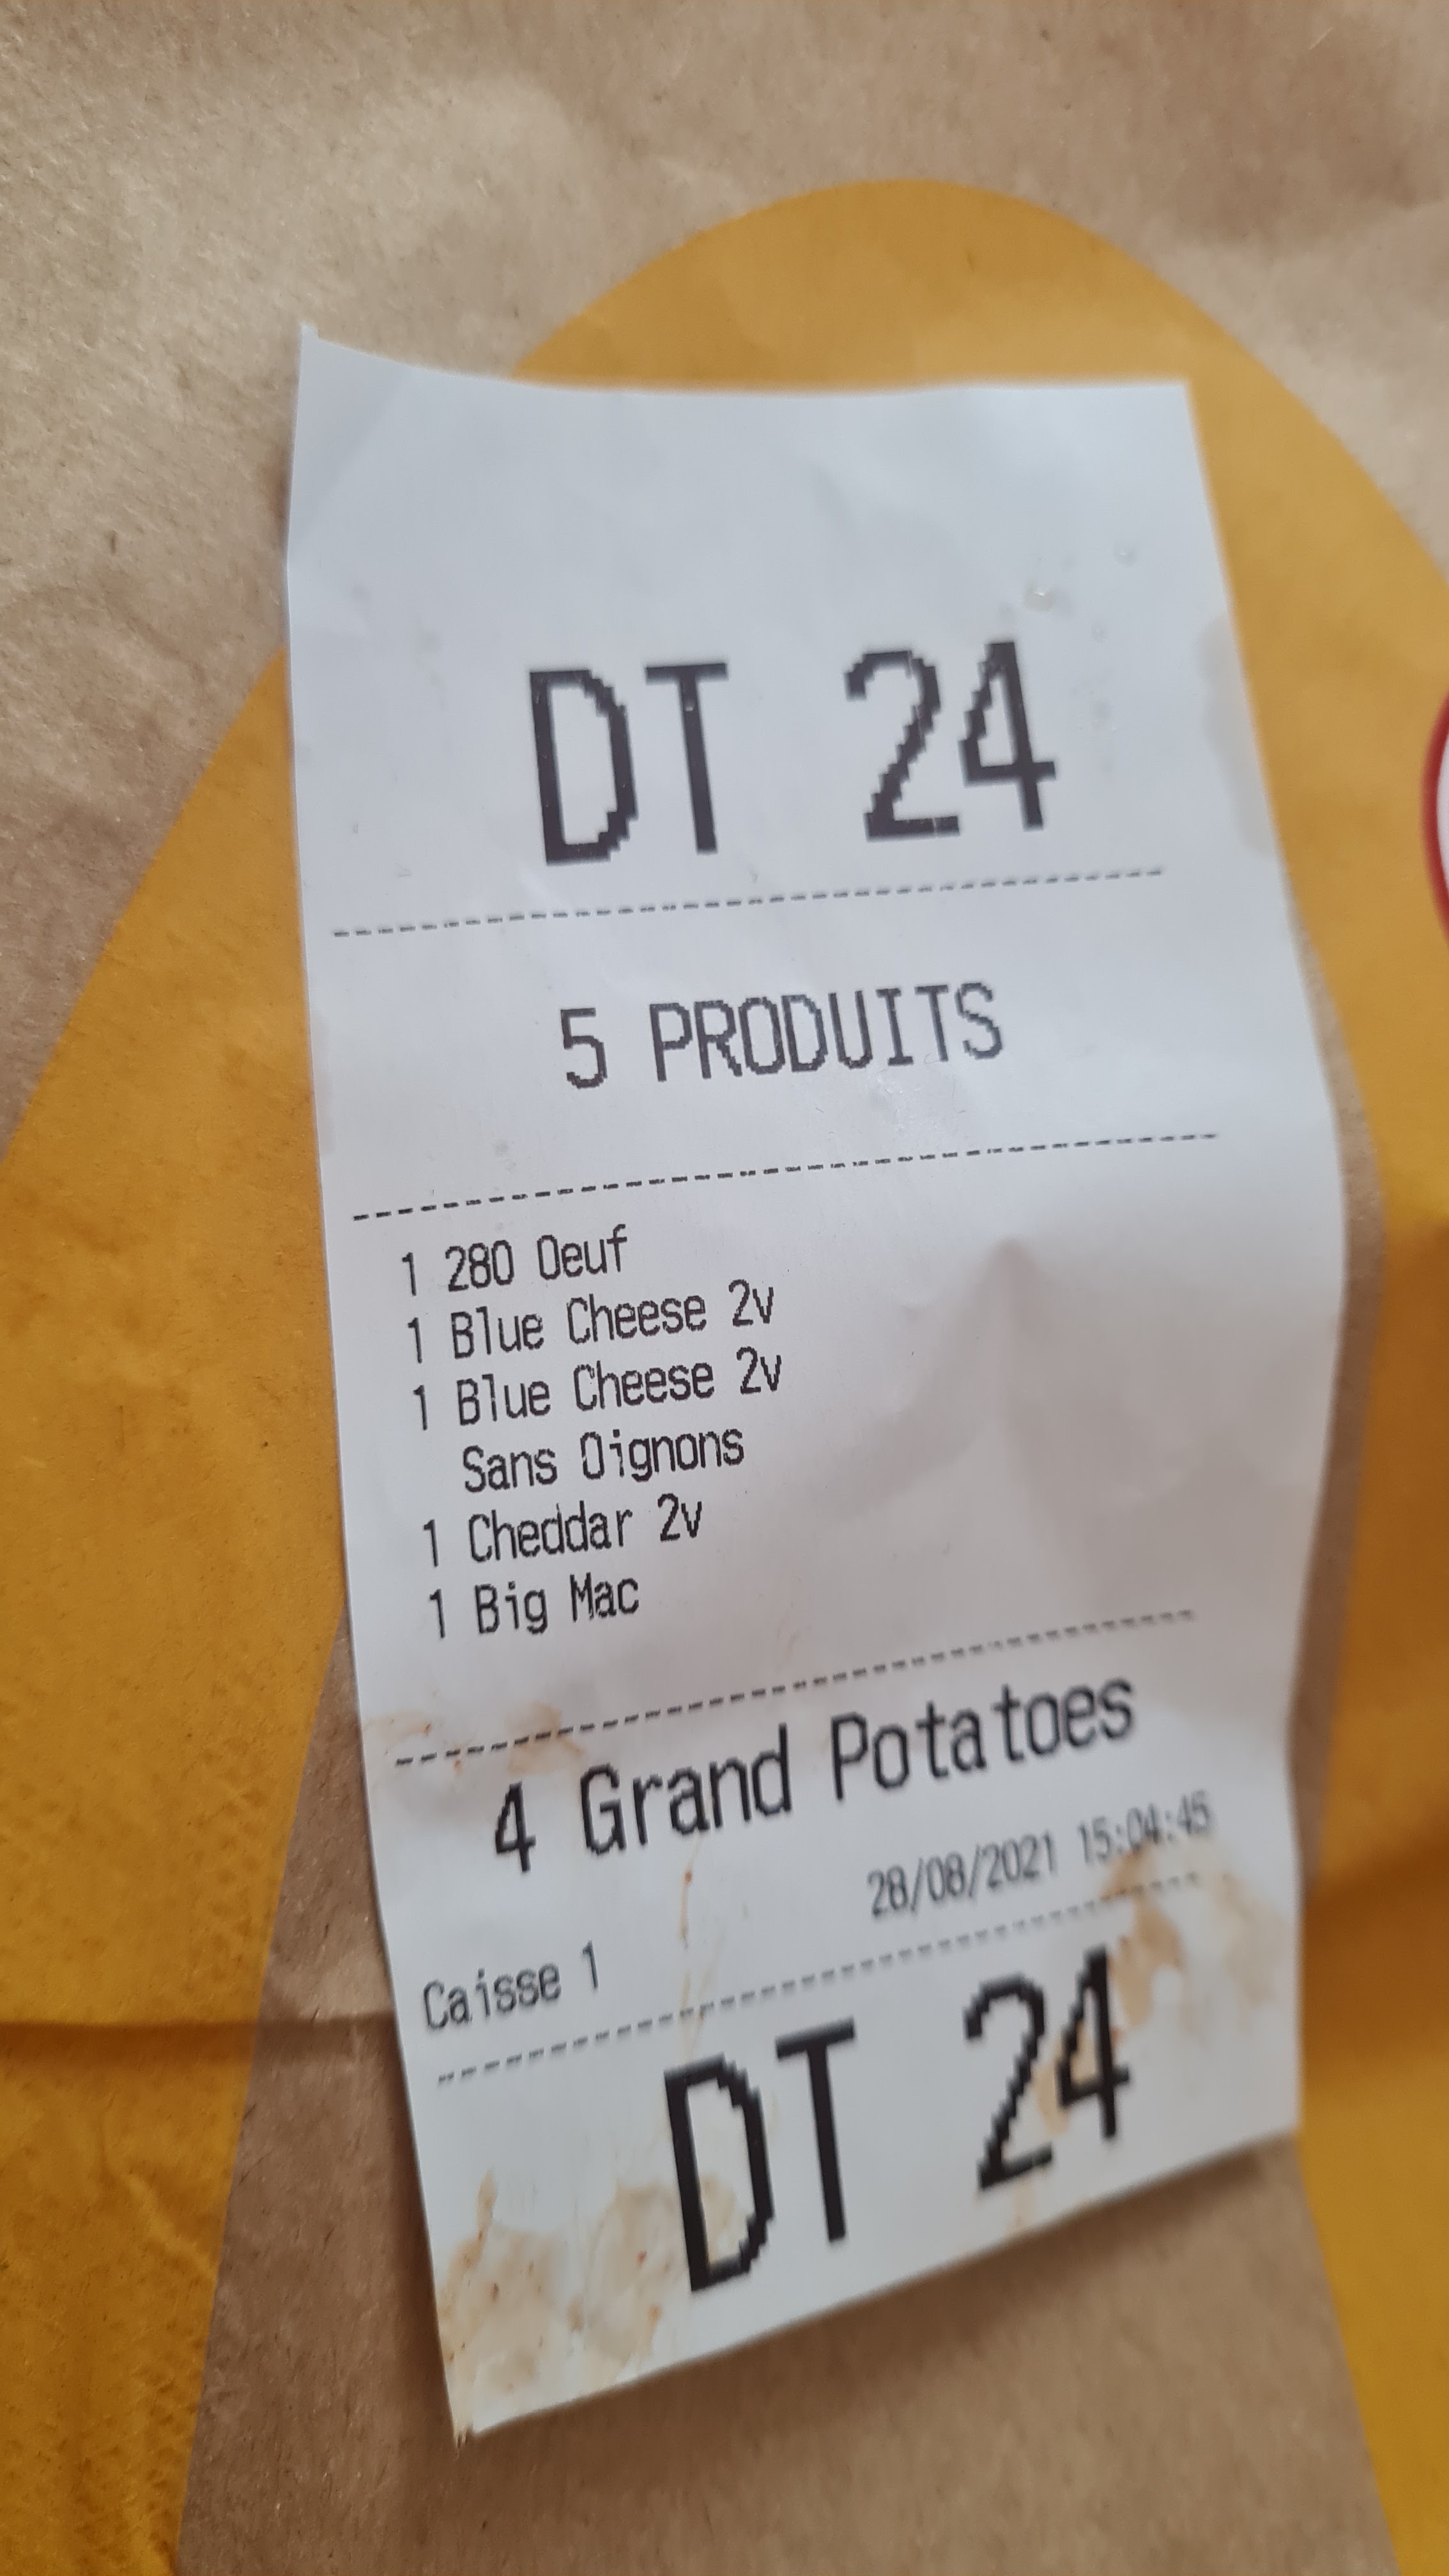 DT 24
5 PRODUITS
1 280 Oeuf
1 Blue Cheese 2v
1 Blue Cheese 2v
Sans Oignons
1 Cheddar 2v
1 Big Mac
4 Grand Potatoes
28/08/2021 15:04:45
Caisse 1
DT 24